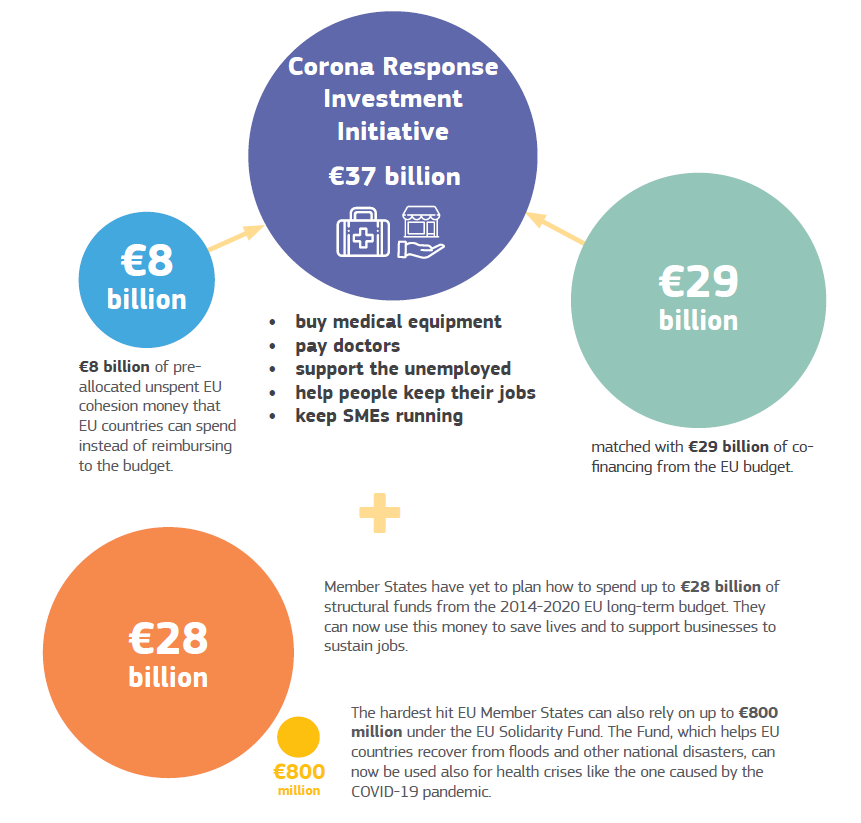 Corona Response
Investment
Initiative
€37 billion
€8
billion
€29
billion
€8 billion of pre-
allocated unspent EU
cohesion money that
EU countries can spend
instead of reimbursing
to the budget.
• buy medical equipment
• pay doctors
• support the unemployed
• help people keep their jobs
• keep SMEs running
matched with €29 billion of co-
financing from the EU budget.
€28
billion
Member States have yet to plan how to spend up to €28 billion of
structural funds from the 2014-2020 EU long-term budget. They
can now use this money to save lives and to support businesses to
sustain jobs.
€800
million
The hardest hit EU Member States can also rely on up to €800
million under the EU Solidarity Fund. The Fund, which helps EU
countries recover from floods and other national disasters, can
now be used also for health crises like the one caused by the
COVID-19 pandemic.